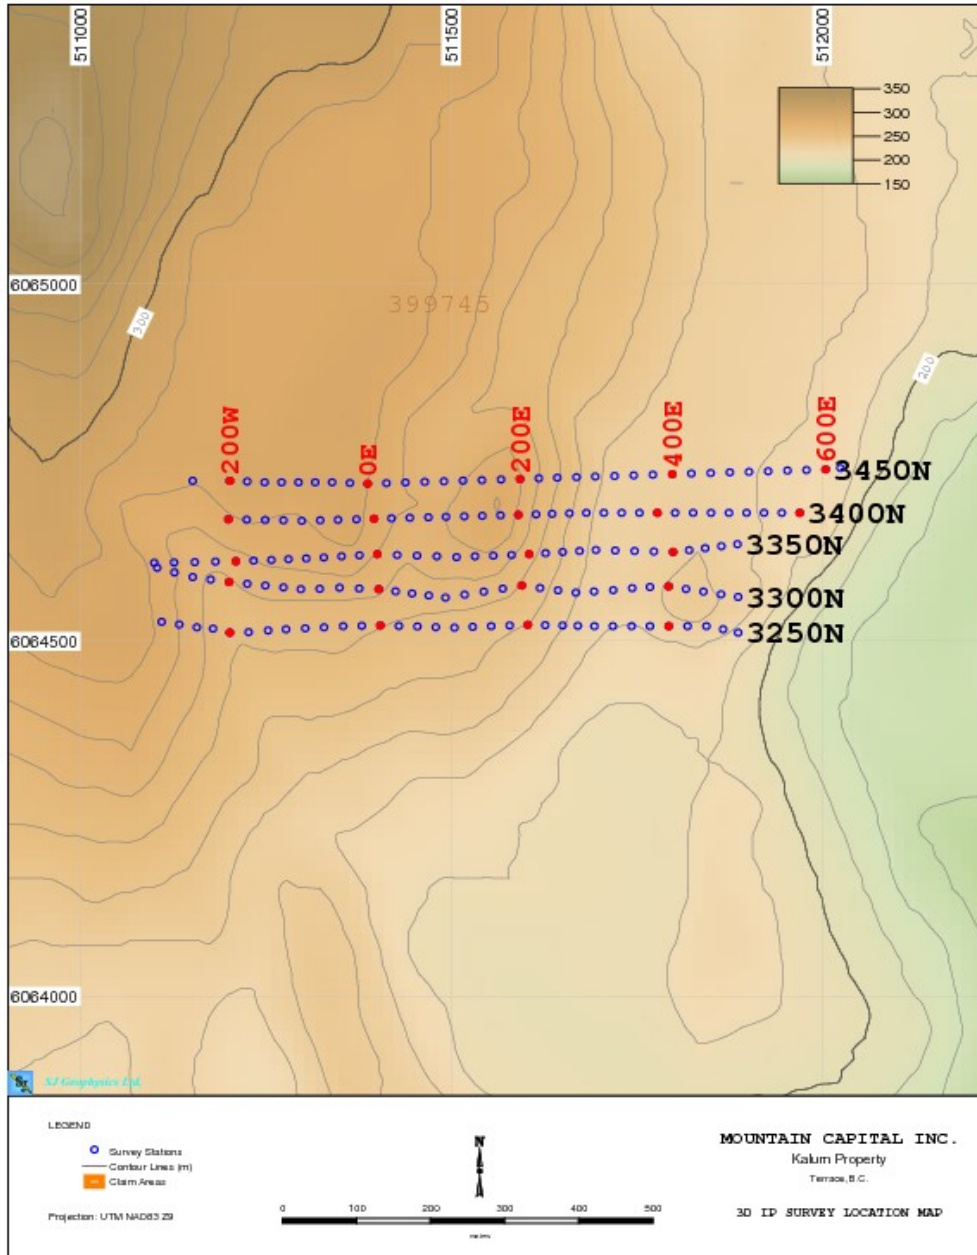 511000
511500
512000
350
300
250
200
150
6065000
399745
300
200
200W
0E
200E
400E
600E
3450N
3400N
3350N
3300N
3250N
6064500
6064000
SJ Geophysics Ltd.
LEGEND
Survey Stations
Contour Lines (m)
Claim Areas
Projection: UTM NAD83 Z9
N
0 100 200 300 400 500
metres
MOUNTAIN CAPITAL INC.
Kalum Property
Terrace, B.C.
3D IP SURVEY LOCATION MAP